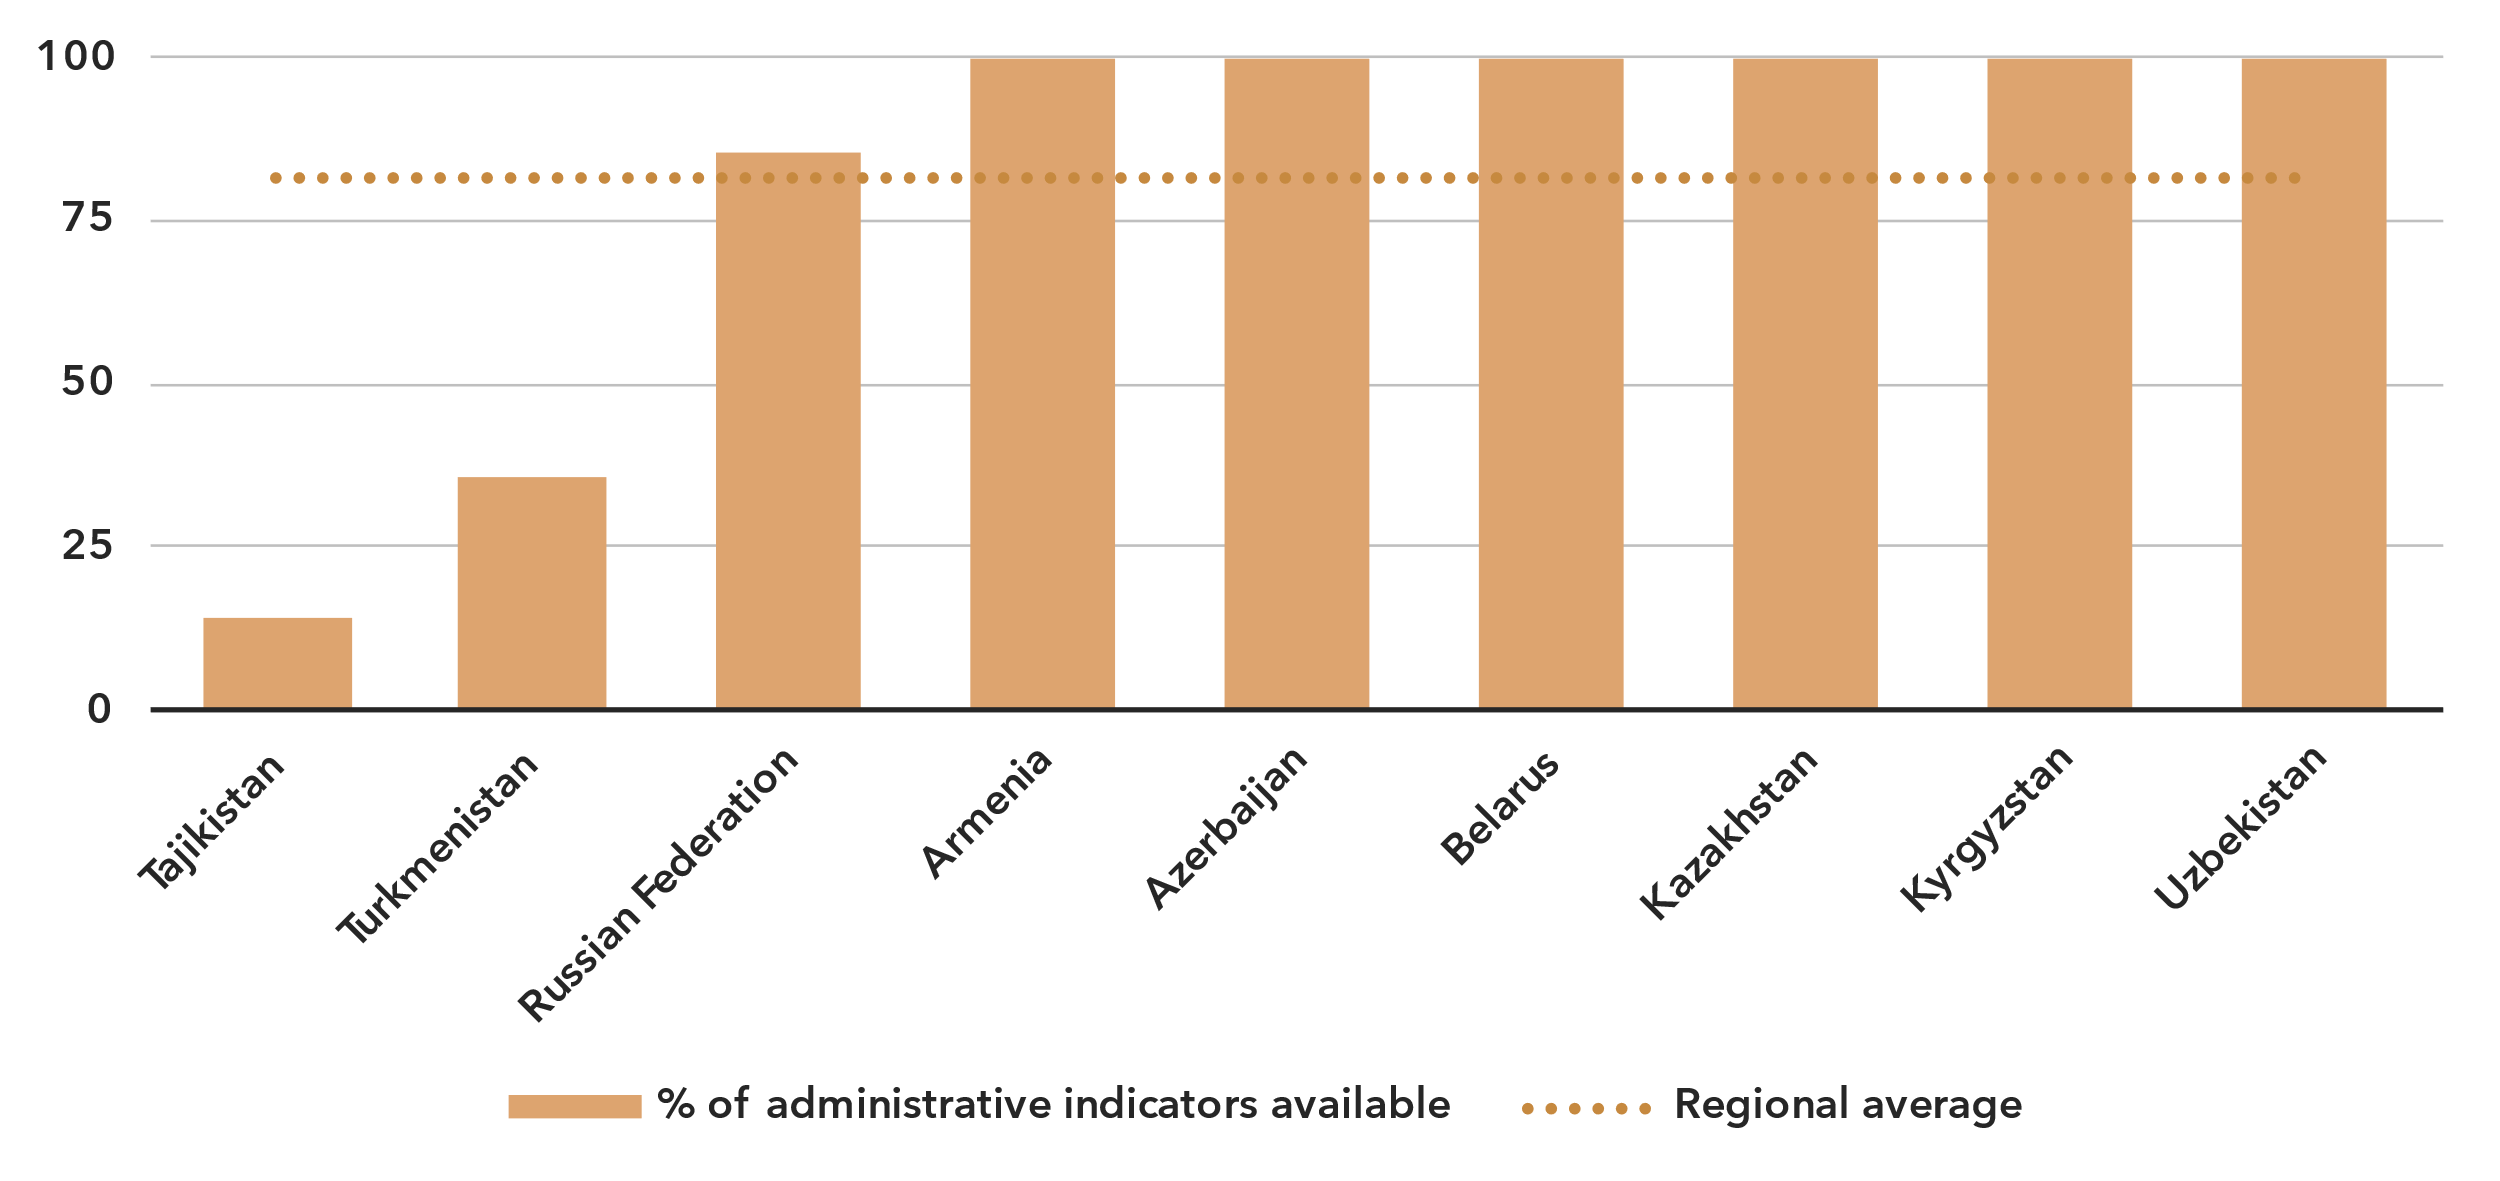 100
75
50
25
0
Tajikistan
Turkmenistan
Russian Federation
Armenia
Azerbaijan
Belarus
Kazakhstan
Kyrgyzstan
Uzbekistan
% of administrative indicators available
Regional average